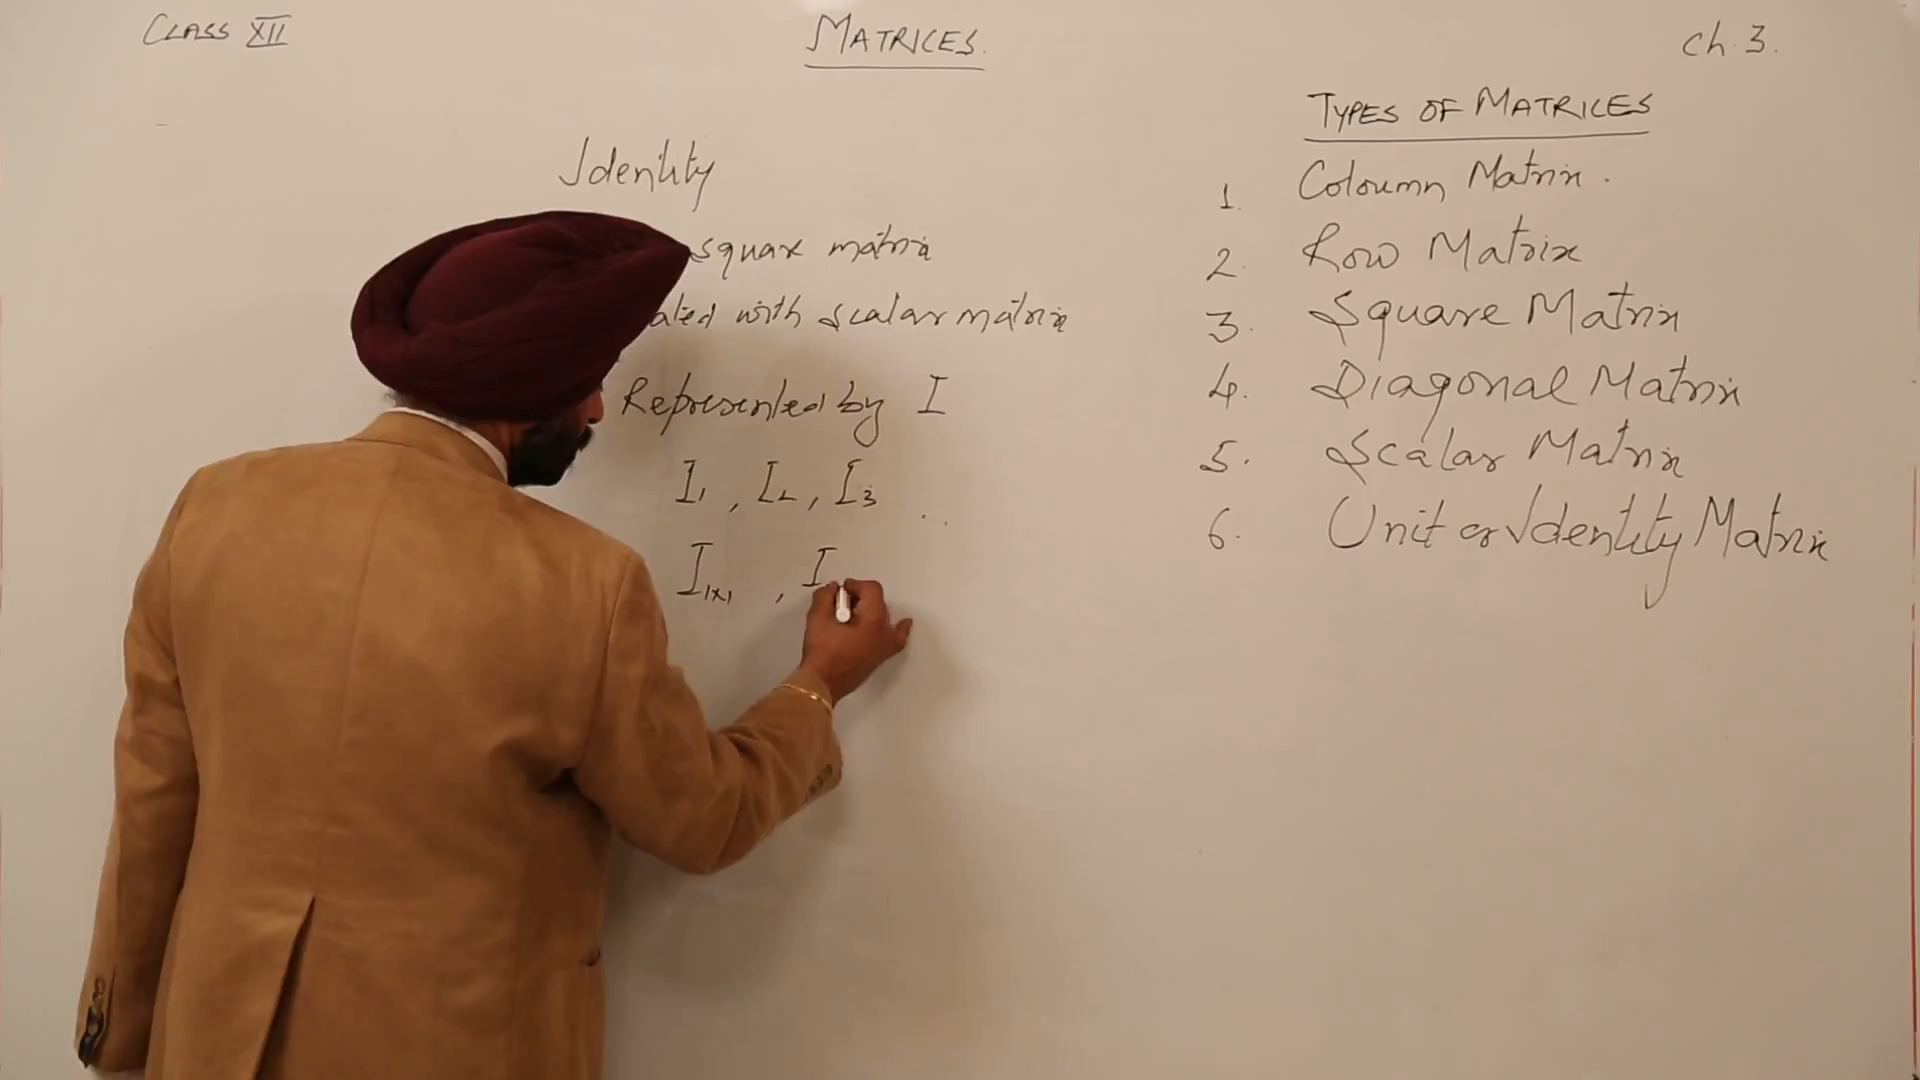 CLASS XII
MATRICES.
Ch. 3.
Identity
square matrix
ated with scalar matrix
Represented by I
I1, I2, I3 ..
I1x1, I
TYPES OF MATRICES
1. Coloumn Matrix.
2. Row Matrix
3. Square Matrix
4. Diagonal Matrix
5. Scalar Matrix
6. Unit or Identity Matrix